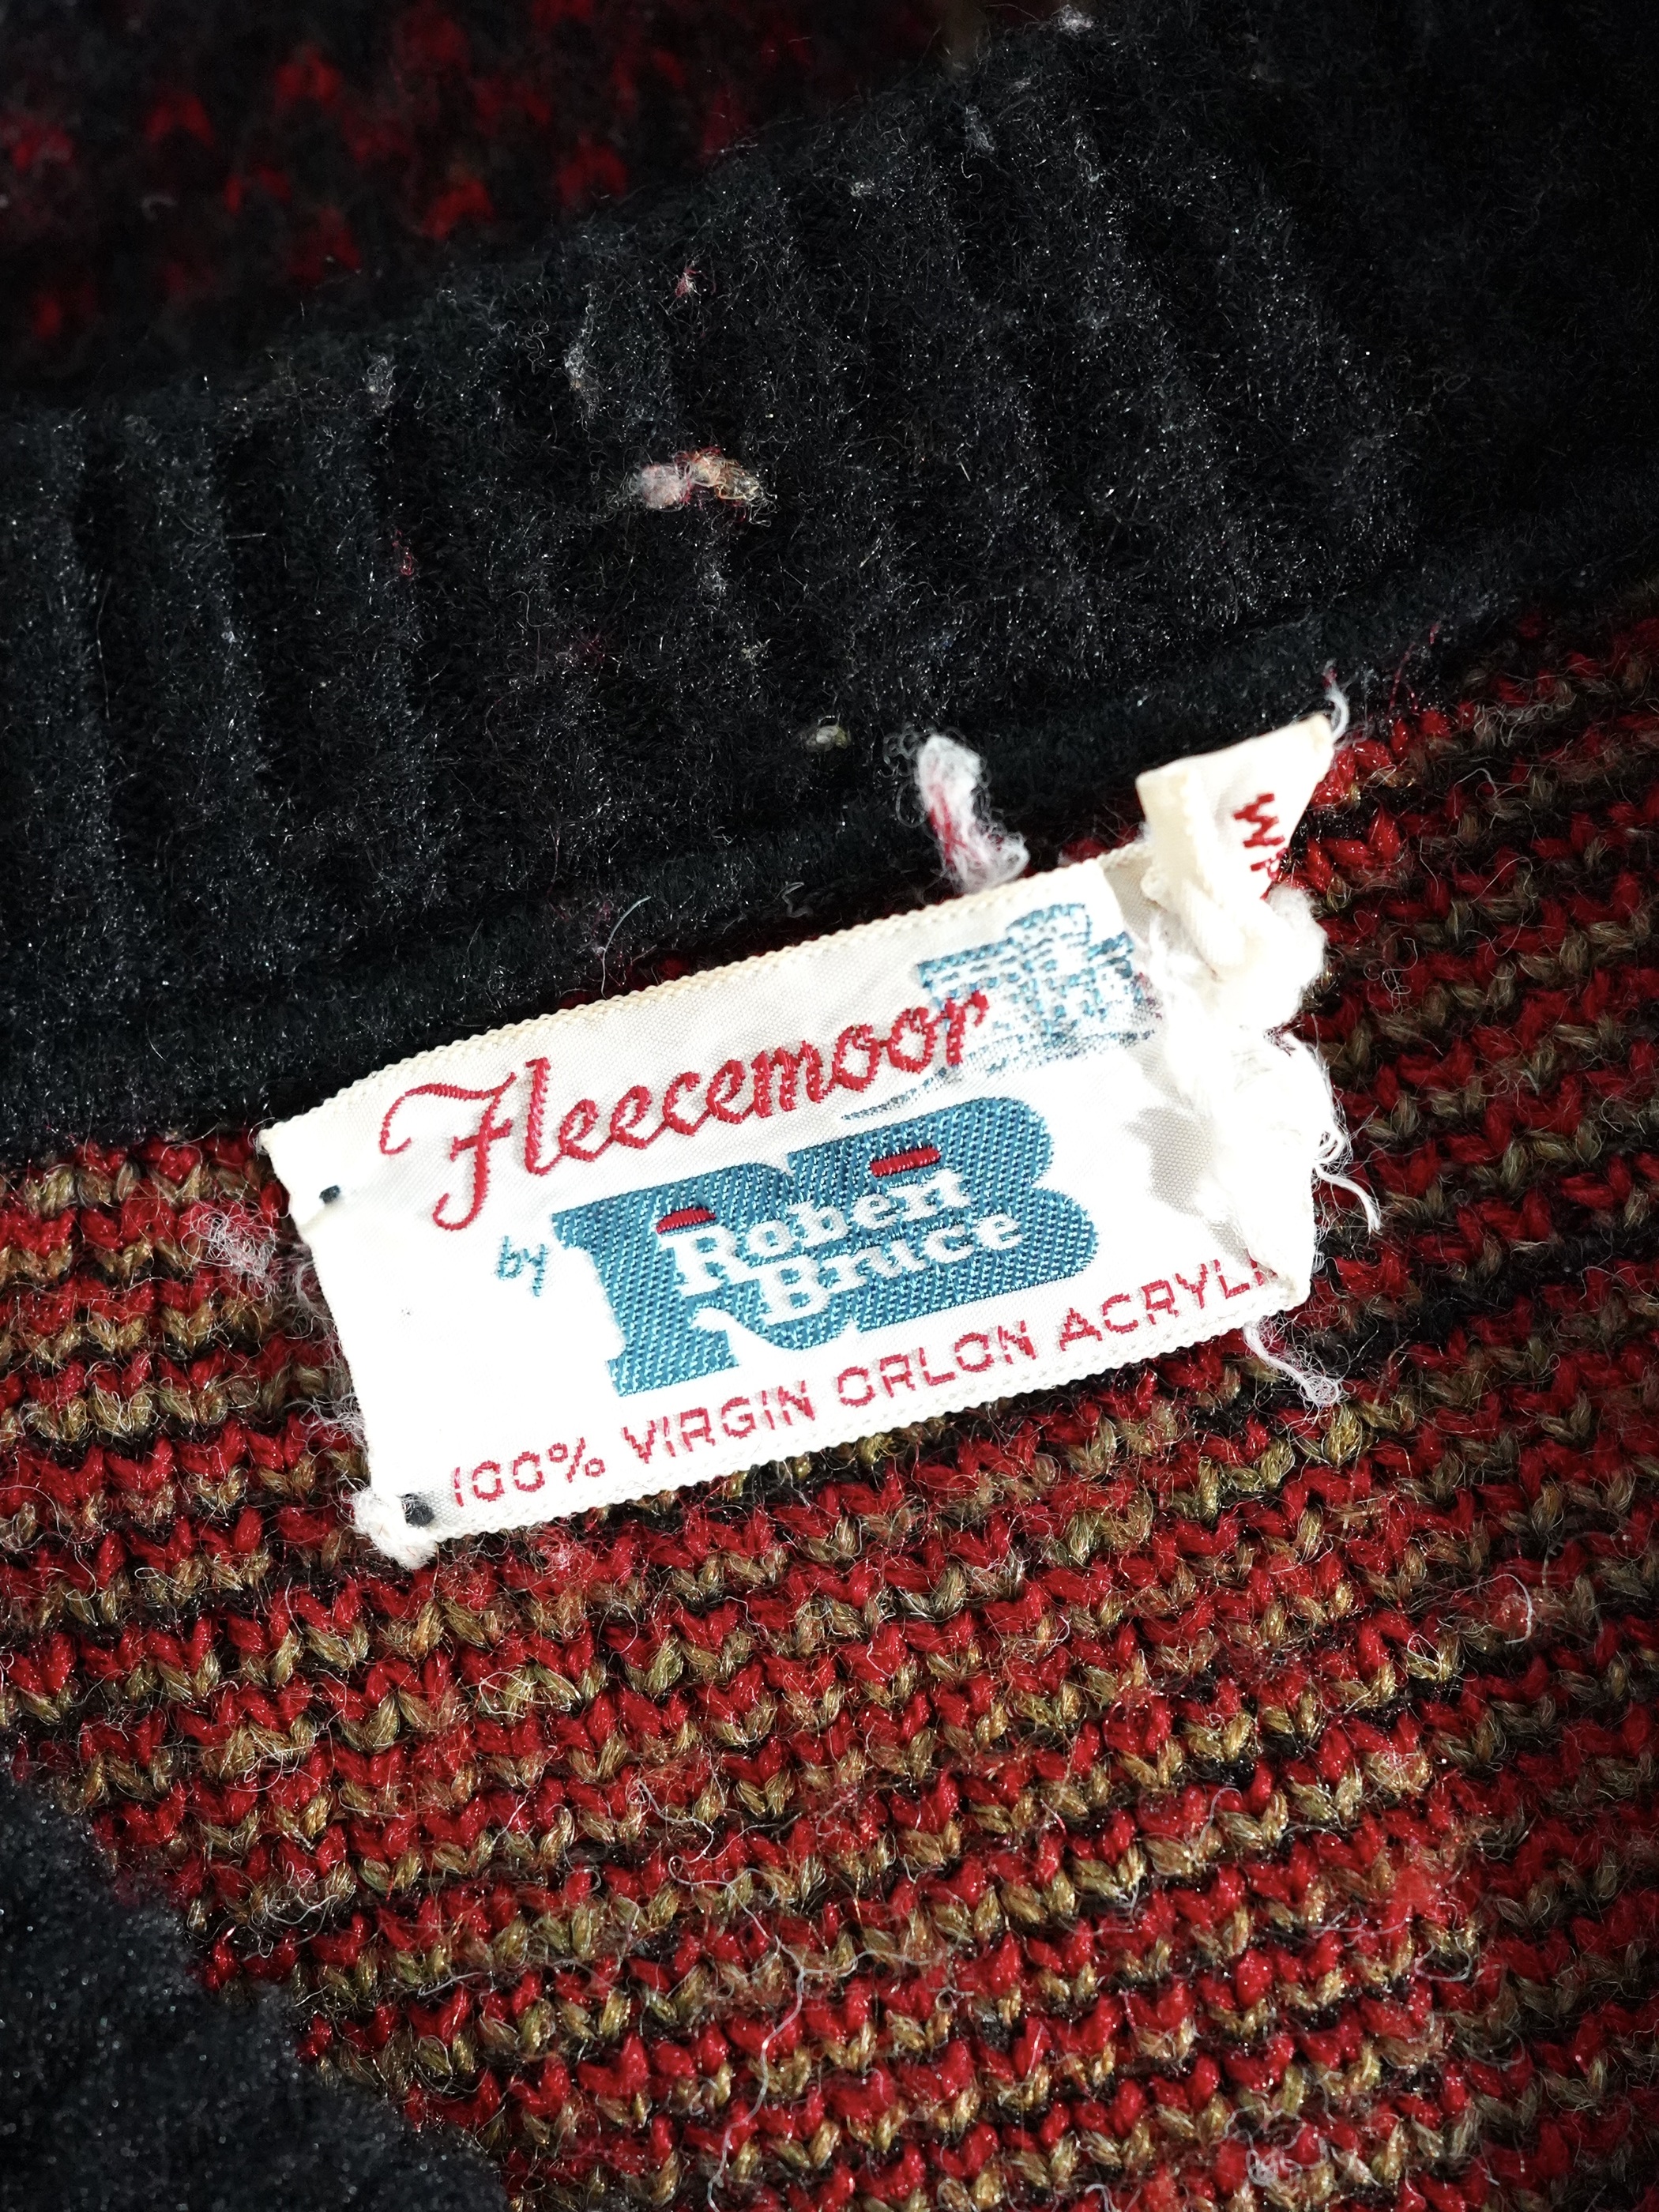 Fleecemoor
by
Robert
Bruce
100% VIRGIN ORLON ACRYLI